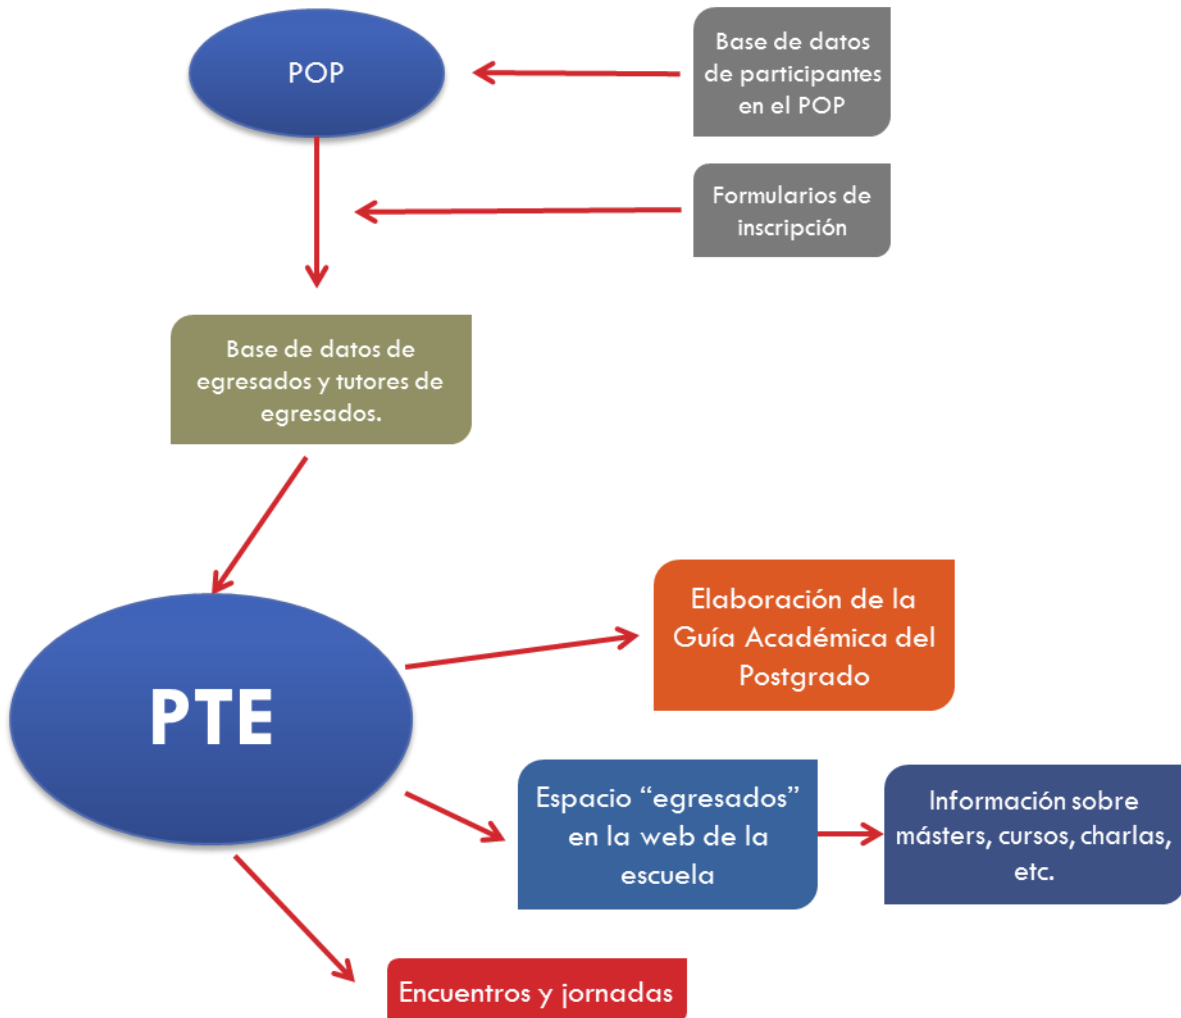 POP
Base de datos
de participantes
en el POP
Formularios de
inscripción
Base de datos de
egresados y tutores de
egresados.
PTE
Elaboración de la
Guía Académica del
Postgrado
Espacio “egresados”
en la web de la
escuela
Información sobre
másters, cursos, charlas,
etc.
Encuentros y jornadas